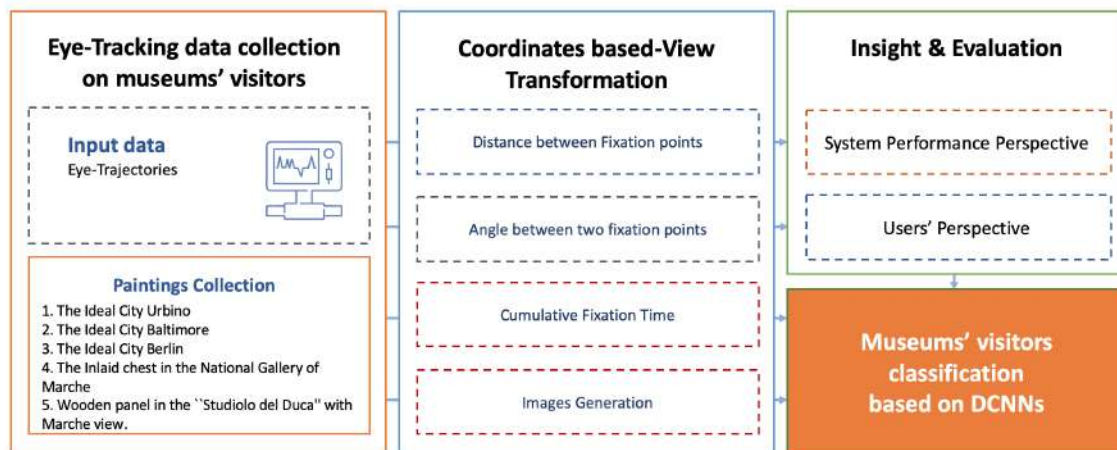 Eye-Tracking data collection
on museums' visitors
Input data
Eye-Trajectories
Paintings Collection
1. The Ideal City Urbino
2. The Ideal City Baltimore
3. The Ideal City Berlin
4. The Inlaid chest in the National Gallery of
Marche
5. Wooden panel in the ``Studiolo del Duca" with
Marche view.
Coordinates based-View
Transformation
Distance between Fixation points
Angle between two fixation points
Cumulative Fixation Time
Images Generation
Insight & Evaluation
System Performance Perspective
Users' Perspective
Museums' visitors
classification
based on DCNNs